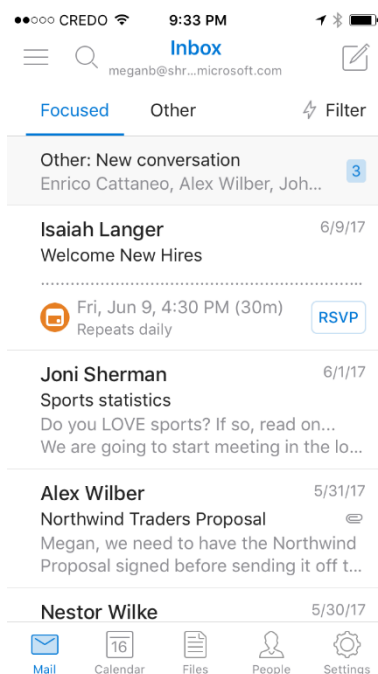 CREDO 9:33 PM
Inbox
meganb@shr...microsoft.com
Focused Other Filter
Other: New conversation
Enrico Cattaneo, Alex Wilber, Joh... 3
Isaiah Langer 6/9/17
Welcome New Hires
Fri, Jun 9, 4:30 PM (30m) RSVP
Repeats daily
Joni Sherman 6/1/17
Sports statistics
Do you LOVE sports? If so, read on...
We are going to start meeting in the lo...
Alex Wilber 5/31/17
Northwind Traders Proposal
Megan, we need to have the Northwind
Proposal signed before sending it off t...
Nestor Wilke 5/30/17
16
Mail Calendar Files People Settings